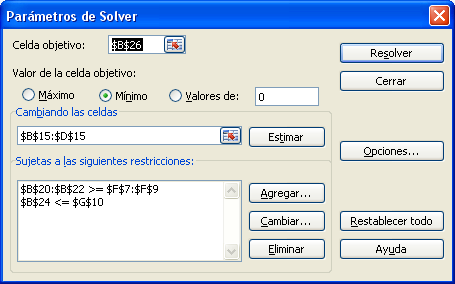 Parámetros de Solver
Celda objetivo: $B$26
Resolver
Valor de la celda objetivo:
Cerrar
Máximo Mínimo Valores de: 0
Cambiando las celdas
$B$15:$D$15
Estimar
Opciones...
Sujetas a las siguientes restricciones:
$B$20:$B$22 >= $F$7:$F$9
$B$24 <= $G$10
Agregar...
Cambiar...
Restablecer todo
Eliminar
Ayuda